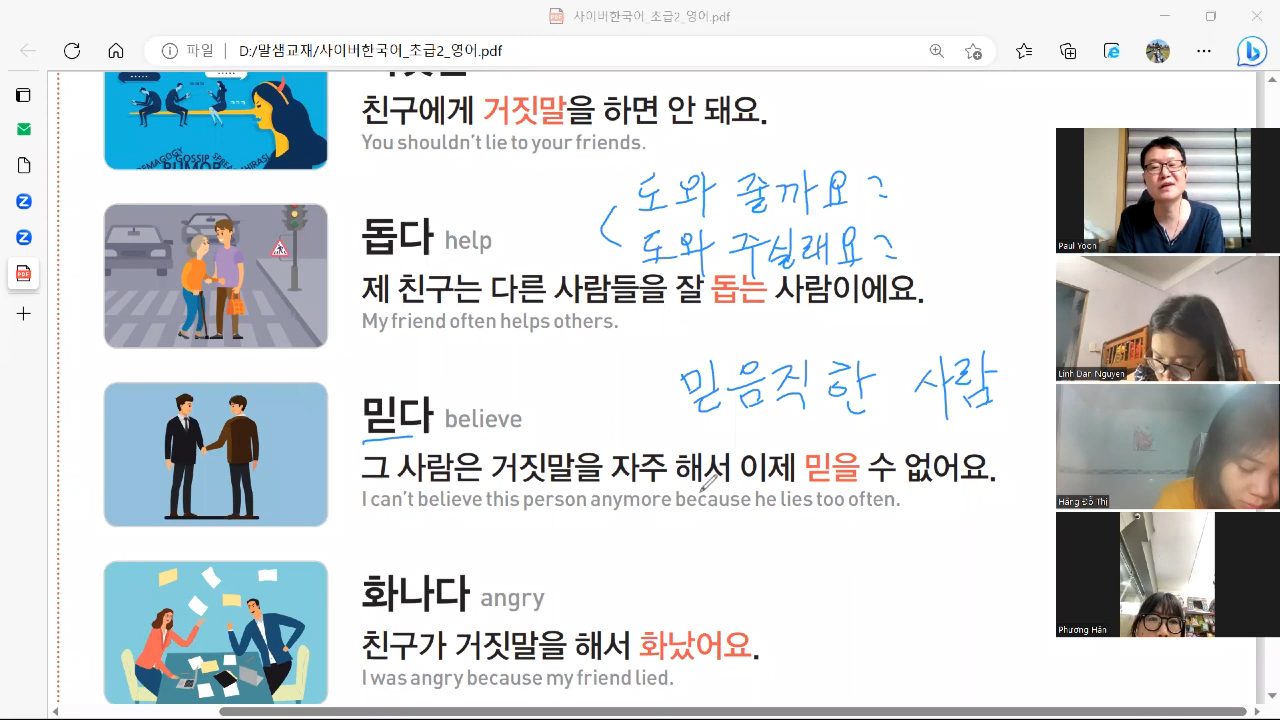 사이버한국어_초급2_영어.pdf
파일 D:/말샘교재/사이버한국어_초급2_영어.pdf
친구에게 거짓말을 하면 안 돼요.
You shouldn't lie to your friends.
GOSSIP
RUMOR
도와 줄까요?
도와 주실래요?
돕다 help
제 친구는 다른 사람들을 잘 돕는 사람이에요.
My friend often helps others.
믿음직한 사람
믿다 believe
그 사람은 거짓말을 자주 해서 이제 믿을 수 없어요.
I can't believe this person anymore because he lies too often.
화나다 angry
친구가 거짓말을 해서 화났어요.
I was angry because my friend lied.
Paul Yoon
Linh Dan Nguyen
Hằng Đỗ Thị
Phượng Hân